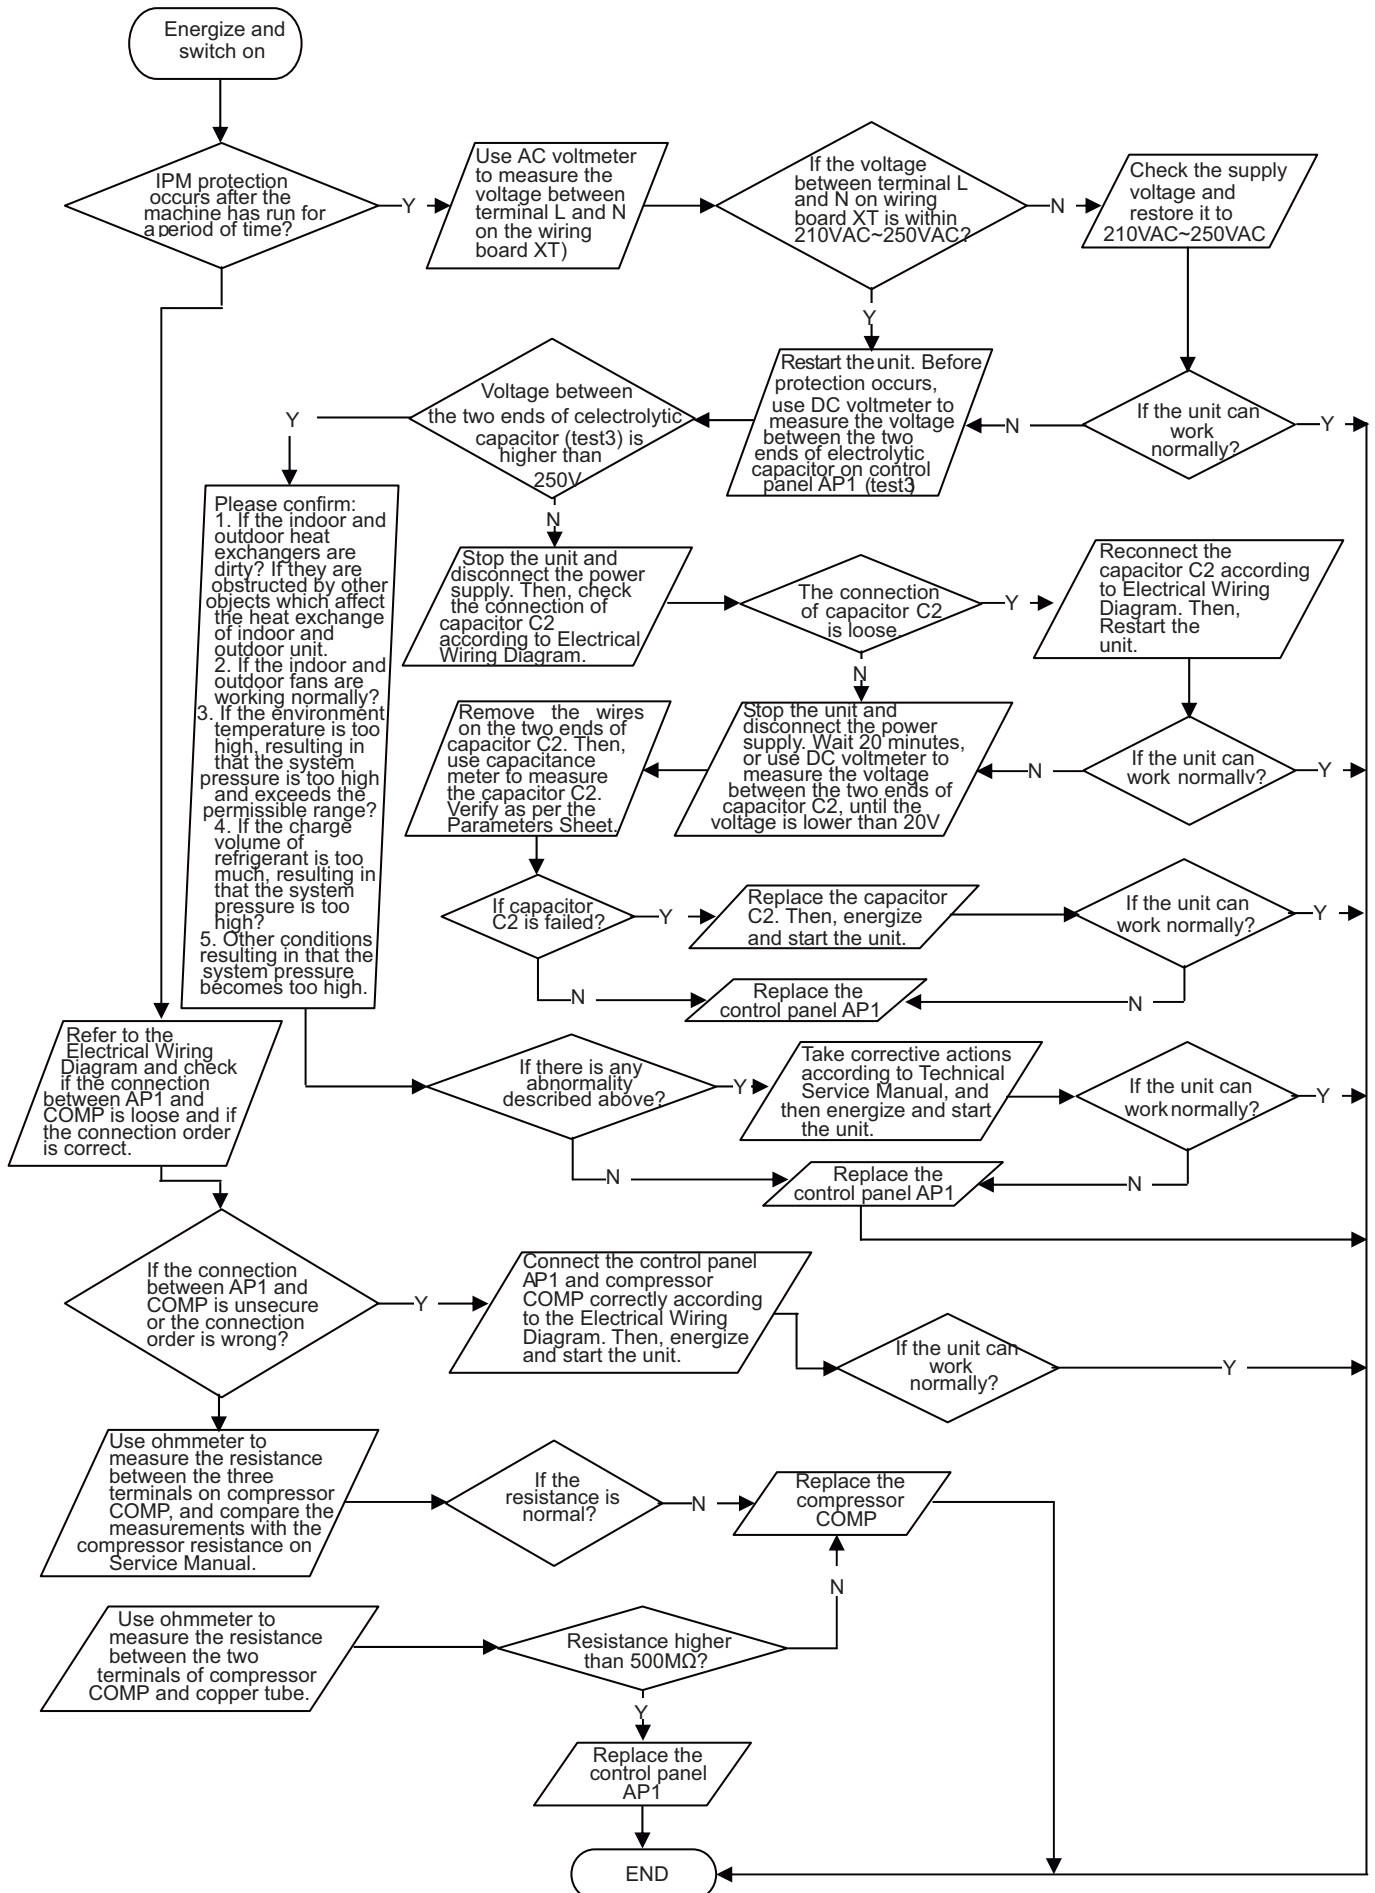 Energize and
switch on
IPM protection
occurs after the
machine has run for
a period of time?
Y
Use AC voltmeter
to measure the
voltage between
terminal L and N
on the wiring
board XT)
If the voltage
between terminal L
and N on wiring
board XT is within
210VAC~250VAC?
N
Check the supply
voltage and
restore it to
210VAC~250VAC
Y
If the unit can
work
normally?
Y
N
Restart the unit. Before
protection occurs,
use DC voltmeter to
measure the voltage
between the two
ends of electrolytic
capacitor on control
panel AP1 (test3)
Voltage between
the two ends of celectrolytic
capacitor (test3) is
higher than
250V
Y
N
Please confirm:
1. If the indoor and
outdoor heat
exchangers are
dirty? If they are
obstructed by other
objects which affect
the heat exchange
of indoor and
outdoor unit.
2. If the indoor and
outdoor fans are
working normally?
3. If the environment
temperature is too
high, resulting in
that the system
pressure is too high
and exceeds the
permissible range?
4. If the charge
volume of
refrigerant is too
much, resulting in
that the system
pressure is too
high?
5. Other conditions
resulting in that the
system pressure
becomes too high.
Stop the unit and
disconnect the power
supply. Then, check
the connection of
capacitor C2
according to Electrical
Wiring Diagram.
The connection
of capacitor C2
is loose.
Y
Reconnect the
capacitor C2 according
to Electrical Wiring
Diagram. Then,
Restart the
unit.
N
If the unit can
work normally?
Y
N
Stop the unit and
disconnect the power
supply. Wait 20 minutes,
or use DC voltmeter to
measure the voltage
between the two ends of
capacitor C2, until the
voltage is lower than 20V
Remove the wires
on the two ends of
capacitor C2. Then,
use capacitance
meter to measure
the capacitor C2.
Verify as per the
Parameters Sheet.
If capacitor
C2 is failed?
Y
Replace the capacitor
C2. Then, energize
and start the unit.
If the unit can
work normally?
Y
N
Replace the
control panel AP1
N
Refer to the
Electrical Wiring
Diagram and check
if the connection
between AP1 and
COMP is loose and if
the connection order
is correct.
If there is any
abnormality
described above?
Y
Take corrective actions
according to Technical
Service Manual, and
then energize and start
the unit.
If the unit can
work normally?
Y
N
Replace the
control panel AP1
N
If the connection
between AP1 and
COMP is unsecure
or the connection
order is wrong?
Y
Connect the control panel
AP1 and compressor
COMP correctly according
to the Electrical Wiring
Diagram. Then, energize
and start the unit.
If the unit can
work
normally?
Y
Use ohmmeter to
measure the resistance
between the three
terminals on compressor
COMP, and compare the
measurements with the
compressor resistance on
Service Manual.
If the
resistance is
normal?
N
Replace the
compressor
COMP
N
Use ohmmeter to
measure the resistance
between the two
terminals of compressor
COMP and copper tube.
Resistance higher
than 500MΩ?
Y
Replace the
control panel
AP1
END